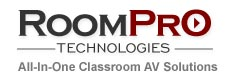 ROOMPRO
TECHNOLOGIES
All-In-One Classroom AV Solutions